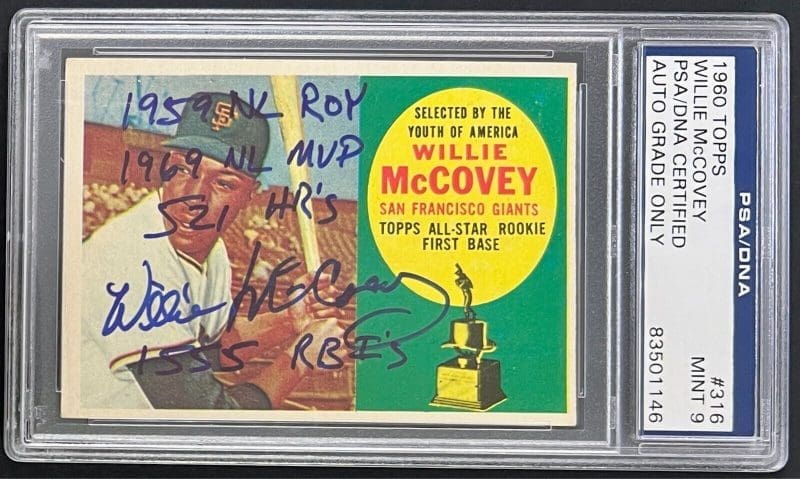 1959 NL ROY
1969 NL MVP
521 HR's
Willie McCovey
1555 RBI's
SF
SELECTED BY THE
YOUTH OF AMERICA
WILLIE
McCOVEY
SAN FRANCISCO GIANTS
TOPPS ALL-STAR ROOKIE
FIRST BASE
1960 TOPPS
WILLIE McCOVEY
PSA/DNA CERTIFIED
AUTO GRADE ONLY
#316
MINT 9
83501146
PSA/DNA